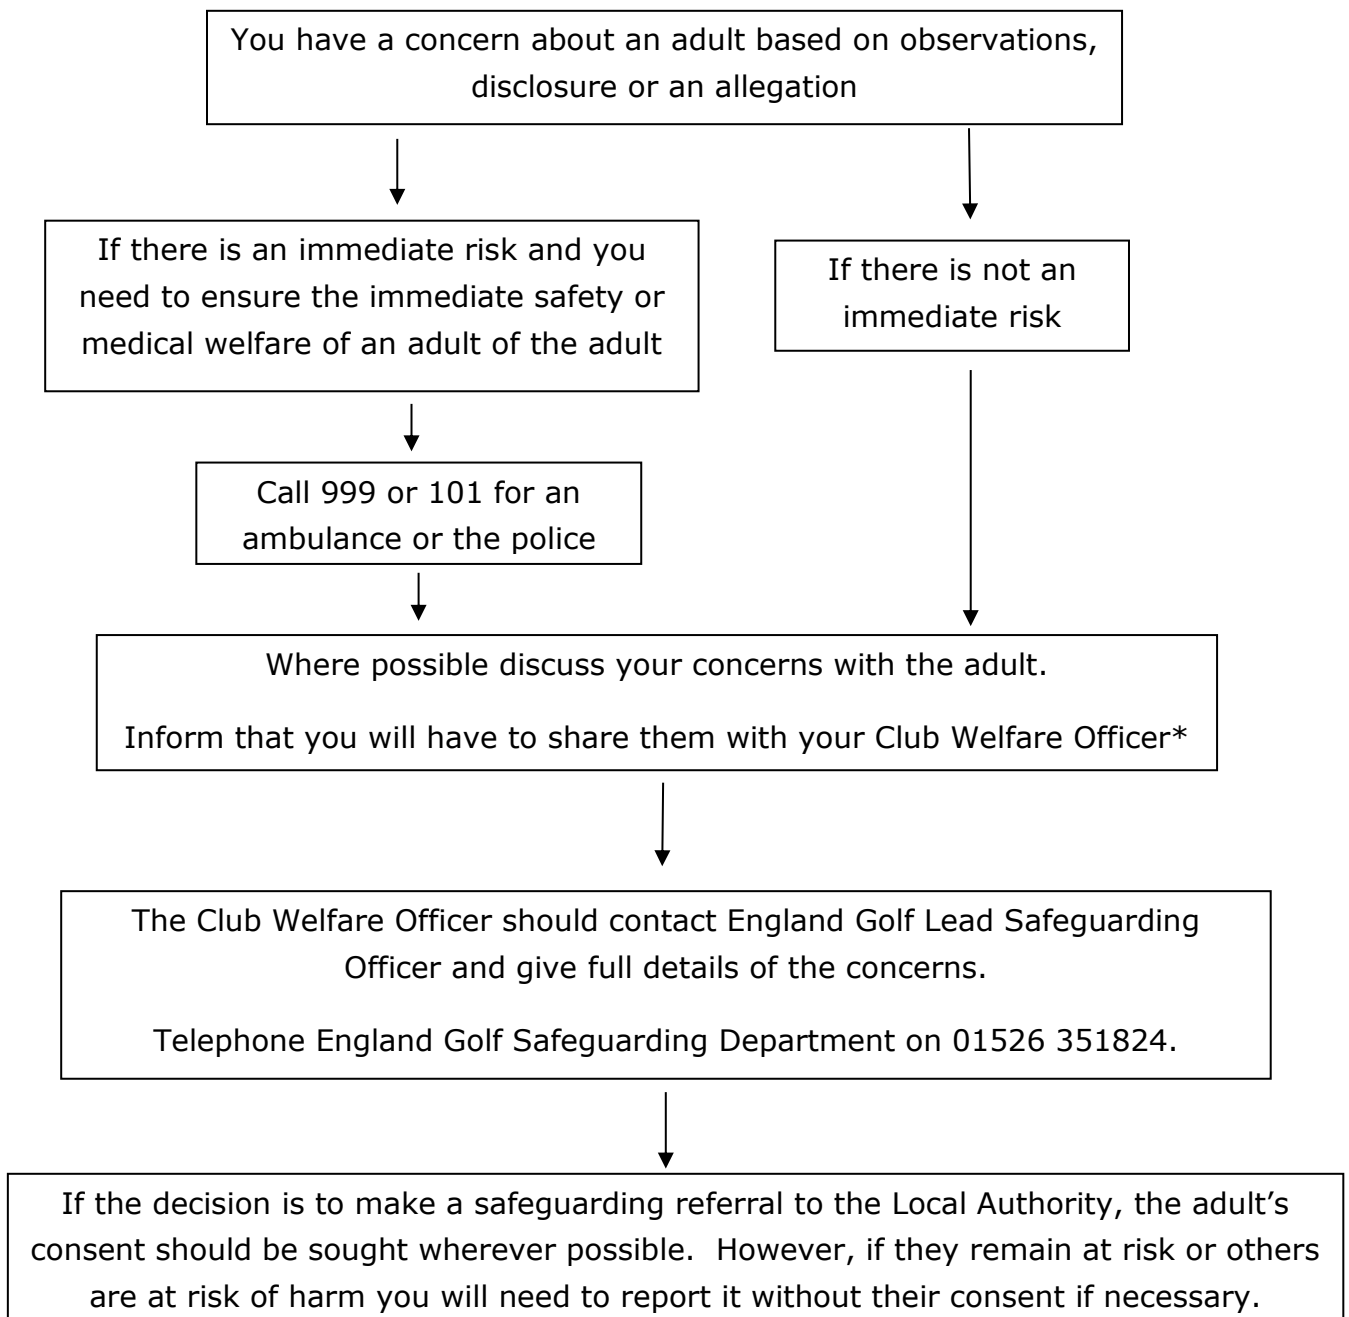 You have a concern about an adult based on observations,
disclosure or an allegation
If there is an immediate risk and you
need to ensure the immediate safety or
medical welfare of an adult of the adult
If there is not an
immediate risk
Call 999 or 101 for an
ambulance or the police
Where possible discuss your concerns with the adult.
Inform that you will have to share them with your Club Welfare Officer*
The Club Welfare Officer should contact England Golf Lead Safeguarding
Officer and give full details of the concerns.
Telephone England Golf Safeguarding Department on 01526 351824.
If the decision is to make a safeguarding referral to the Local Authority, the adult’s
consent should be sought wherever possible.  However, if they remain at risk or others
are at risk of harm you will need to report it without their consent if necessary.